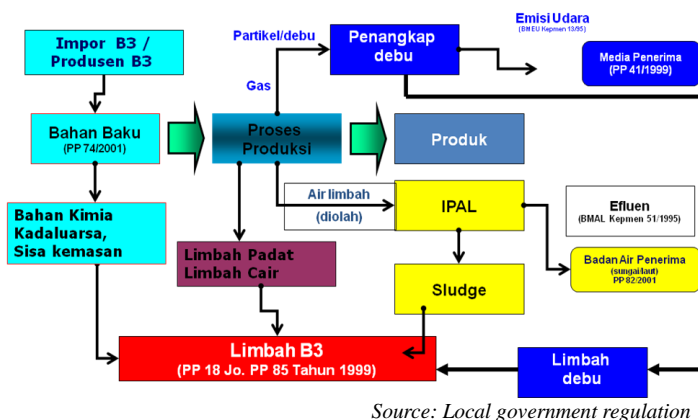 Emisi Udara
(BMEU Kepmen 13/95)
Impor B3 /
Produsen B3
Partikel/debu
Penangkap
debu
Media Penerima
(PP 41/1999)
Gas
Bahan Baku
(PP 74/2001)
Proses
Produksi
Produk
Air limbah
(diolah)
IPAL
Efluen
(BMAL Kepmen 51/1995)
Bahan Kimia
Kadaluarsa,
Sisa kemasan
Limbah Padat
Limbah Cair
Badan Air Penerima
(sungai/laut)
PP 82/2001
Sludge
Limbah B3
(PP 18 Jo. PP 85 Tahun 1999)
Limbah
debu
Source: Local government regulation